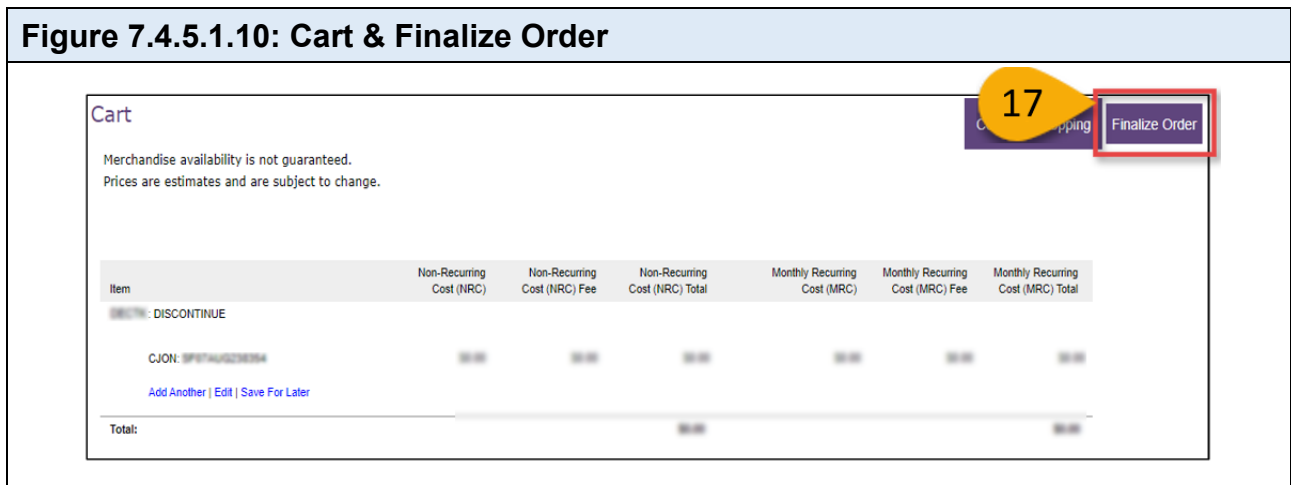 Figure 7.4.5.1.10: Cart & Finalize Order
17
Cart
Finalize Order
Merchandise availability is not guaranteed.
Prices are estimates and are subject to change.
Item
Non-Recurring Cost (NRC)
Non-Recurring Cost (NRC) Fee
Non-Recurring Cost (NRC) Total
Monthly Recurring Cost (MRC)
Monthly Recurring Cost (MRC) Fee
Monthly Recurring Cost (MRC) Total
: DISCONTINUE
CJON:
Add Another | Edit | Save For Later
Total: